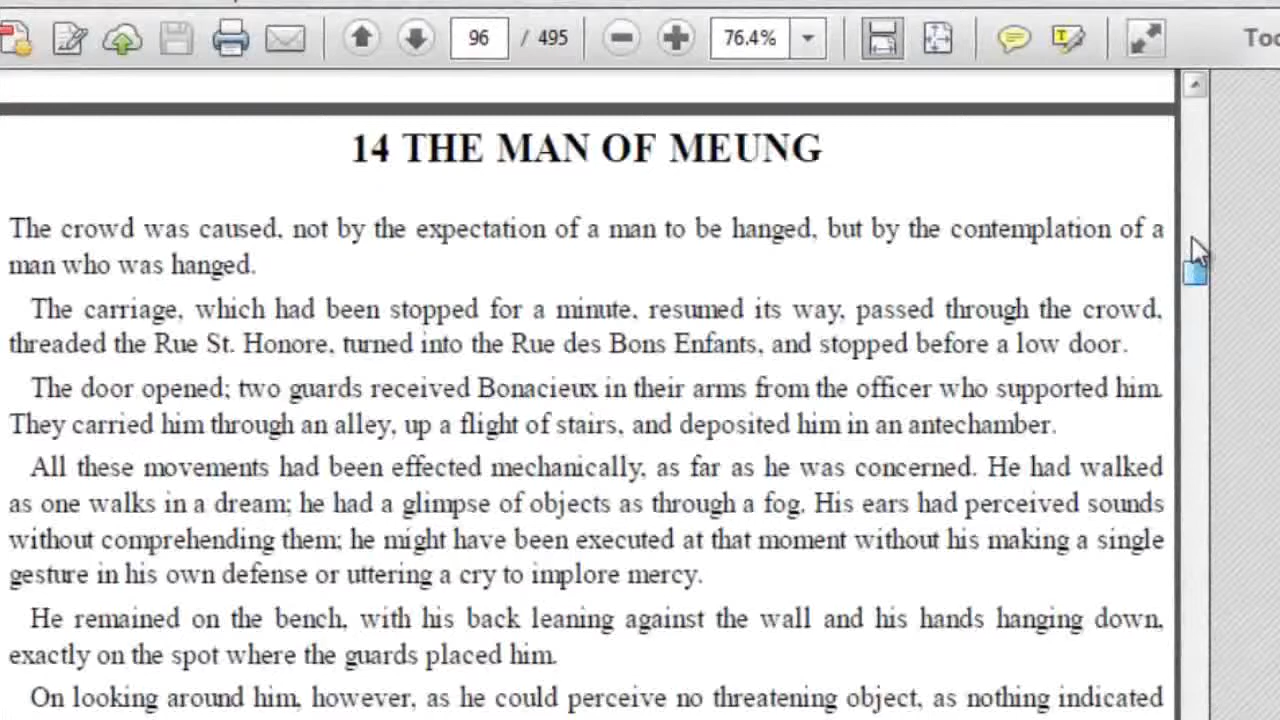 96 / 495
76.4%
Too
14 THE MAN OF MEUNG
The crowd was caused, not by the expectation of a man to be hanged, but by the contemplation of a
man who was hanged.
The carriage, which had been stopped for a minute, resumed its way, passed through the crowd,
threaded the Rue St. Honore, turned into the Rue des Bons Enfants, and stopped before a low door.
The door opened; two guards received Bonacieux in their arms from the officer who supported him.
They carried him through an alley, up a flight of stairs, and deposited him in an antechamber.
All these movements had been effected mechanically, as far as he was concerned. He had walked
as one walks in a dream; he had a glimpse of objects as through a fog. His ears had perceived sounds
without comprehending them; he might have been executed at that moment without his making a single
gesture in his own defense or uttering a cry to implore mercy.
He remained on the bench, with his back leaning against the wall and his hands hanging down,
exactly on the spot where the guards placed him.
On looking around him, however, as he could perceive no threatening object, as nothing indicated